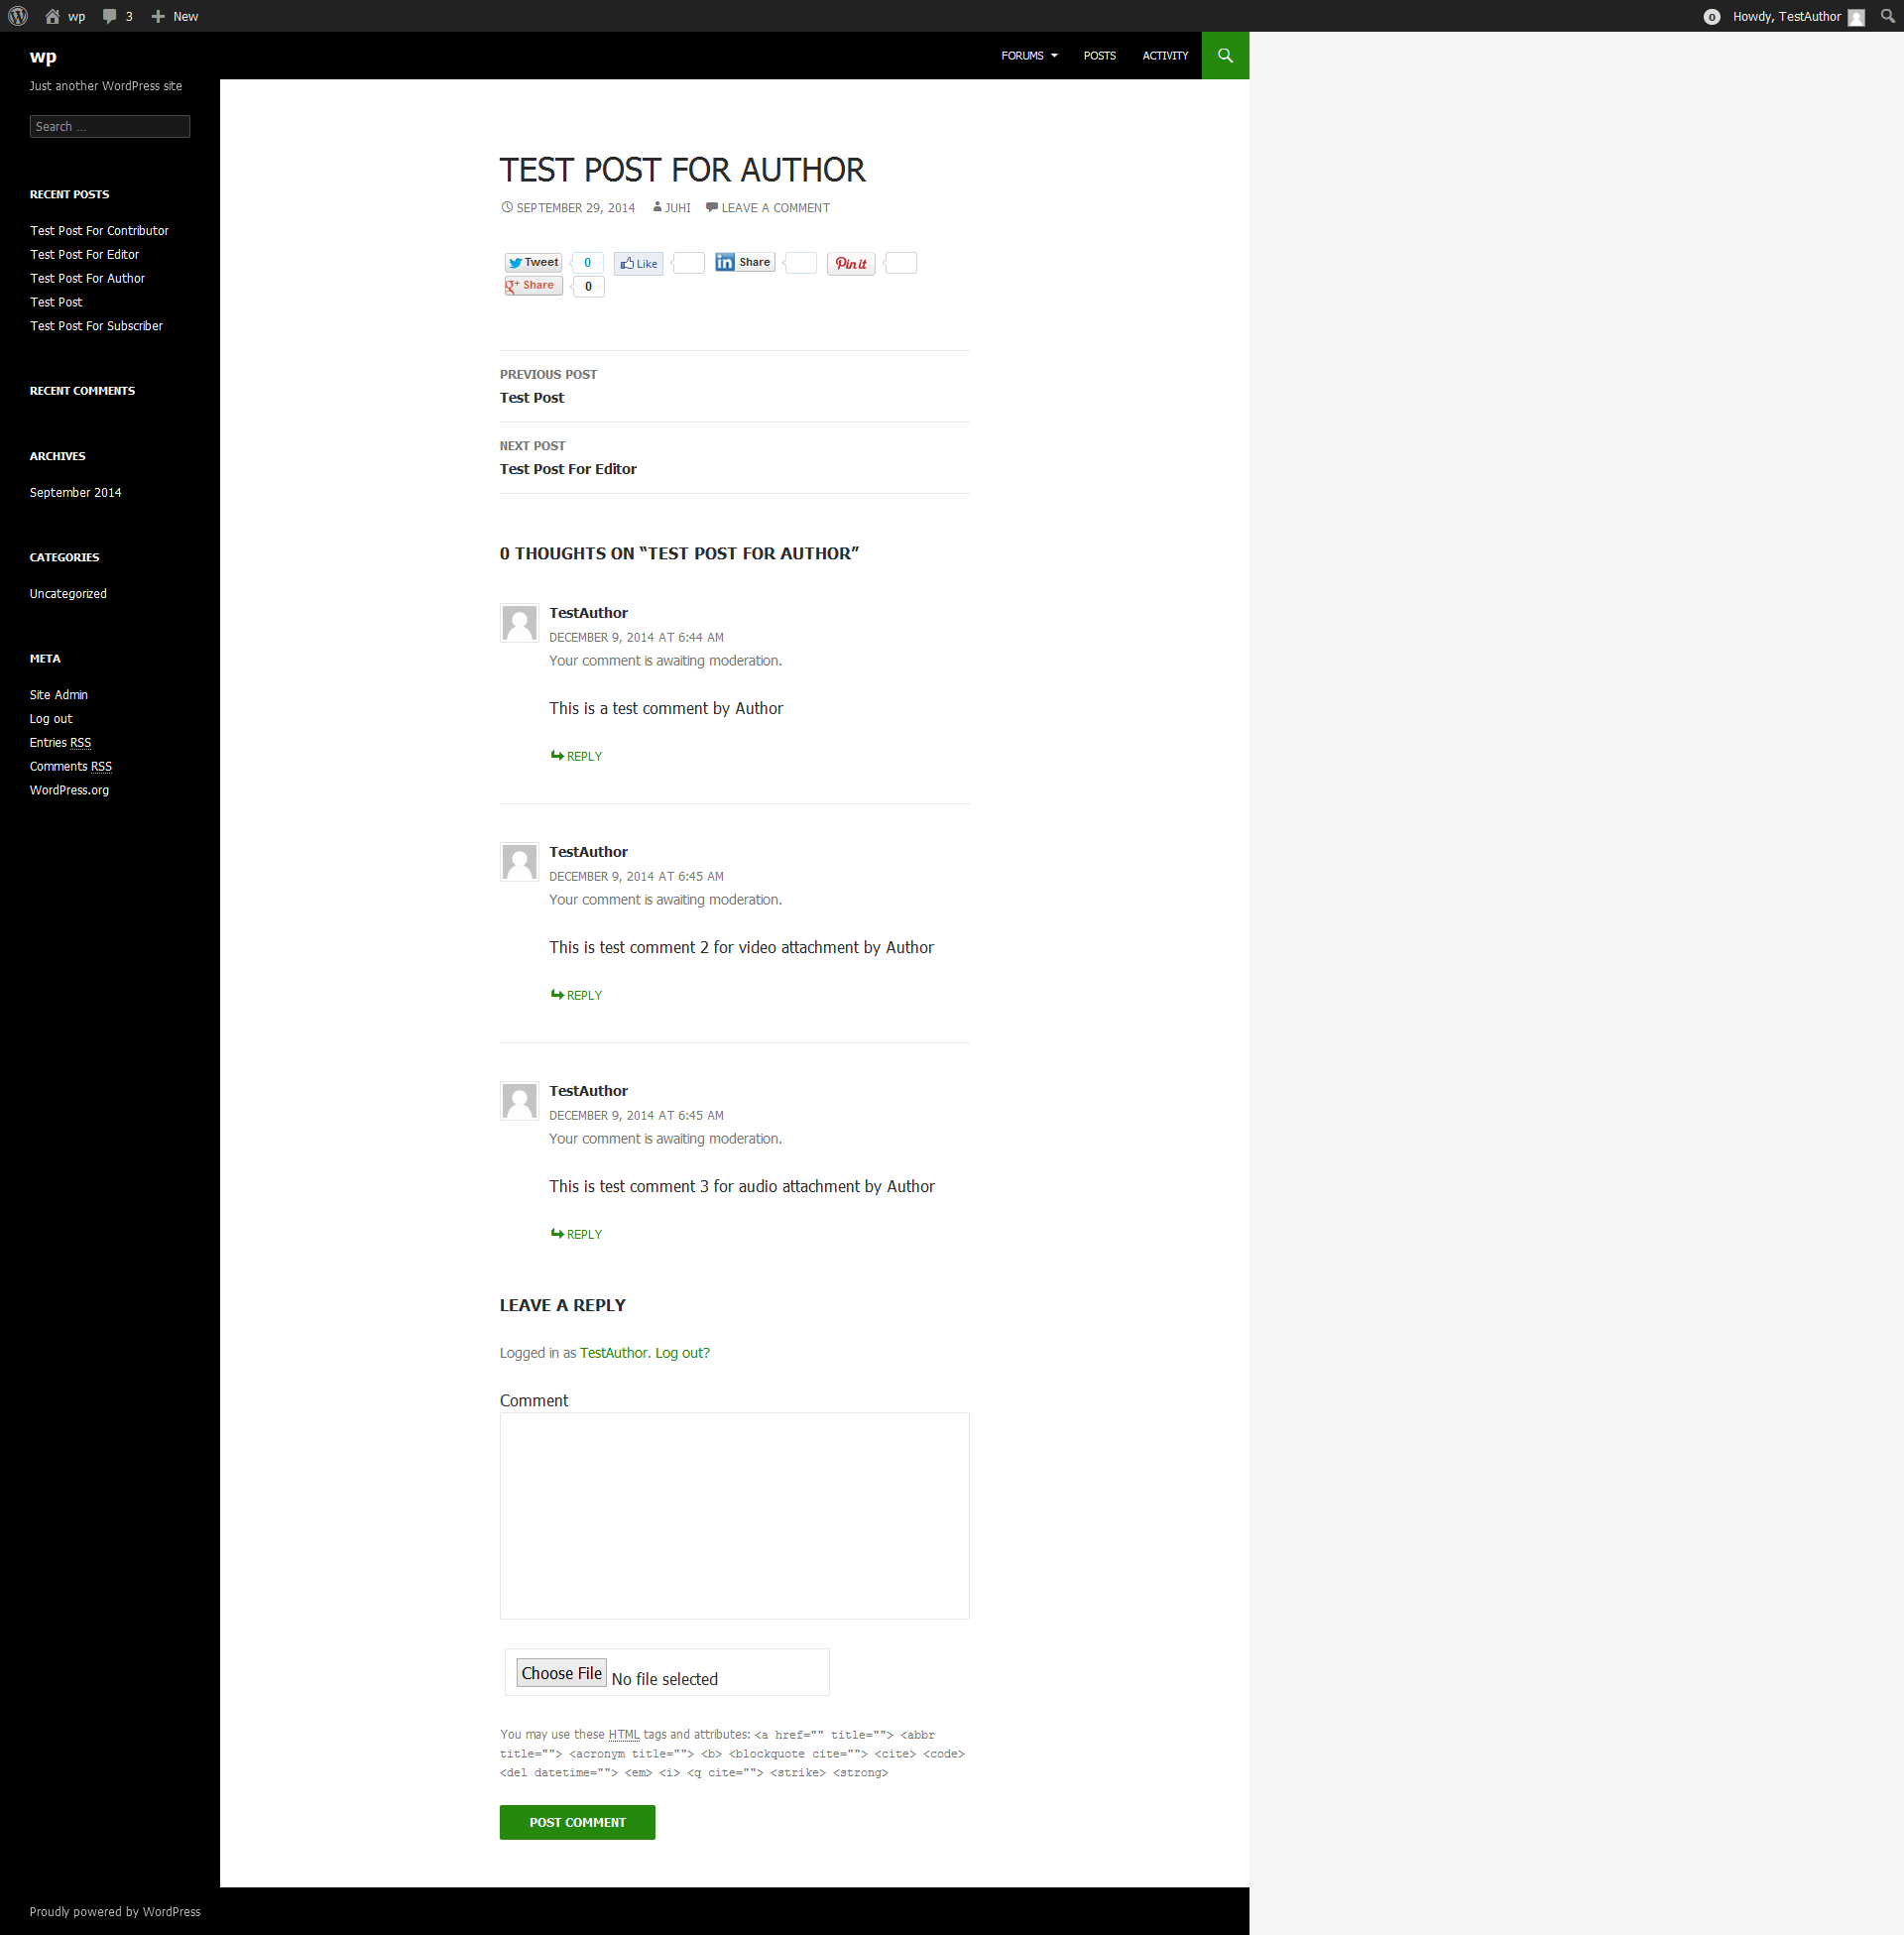 wp 3 New 0 Howdy, TestAuthor
wp FORUMS POSTS ACTIVITY
Just another WordPress site
Search ...
RECENT POSTS
Test Post For Contributor
Test Post For Editor
Test Post For Author
Test Post
Test Post For Subscriber
RECENT COMMENTS
ARCHIVES
September 2014
CATEGORIES
Uncategorized
META
Site Admin
Log out
Entries RSS
Comments RSS
WordPress.org
TEST POST FOR AUTHOR
SEPTEMBER 29, 2014 JUHI LEAVE A COMMENT
Tweet 0 Like in Share Pin it
g+ Share 0
PREVIOUS POST
Test Post
NEXT POST
Test Post For Editor
0 THOUGHTS ON “TEST POST FOR AUTHOR”
TestAuthor
DECEMBER 9, 2014 AT 6:44 AM
Your comment is awaiting moderation.
This is a test comment by Author
REPLY
TestAuthor
DECEMBER 9, 2014 AT 6:45 AM
Your comment is awaiting moderation.
This is test comment 2 for video attachment by Author
REPLY
TestAuthor
DECEMBER 9, 2014 AT 6:45 AM
Your comment is awaiting moderation.
This is test comment 3 for audio attachment by Author
REPLY
LEAVE A REPLY
Logged in as TestAuthor. Log out?
Comment
Choose File No file selected
You may use these HTML tags and attributes: <a href="" title=""> <abbr
title=""> <acronym title=""> <b> <blockquote cite=""> <cite> <code>
<del datetime=""> <em> <i> <q cite=""> <strike> <strong>
POST COMMENT
Proudly powered by WordPress